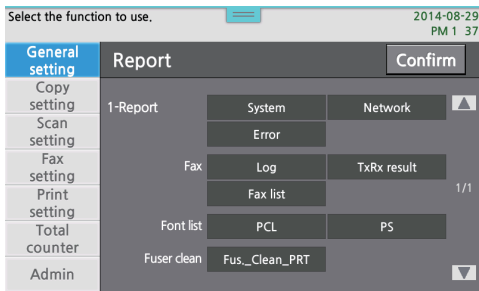 Select the function to use.
2014-08-29
PM 1 37
General
setting
Report
Confirm
Copy
setting
1-Report
System
Network
Error
Scan
setting
Fax
setting
Fax
Log
TxRx result
Fax list
1/1
Print
setting
Font list
PCL
PS
Total
counter
Fuser clean
Fus._Clean_PRT
Admin